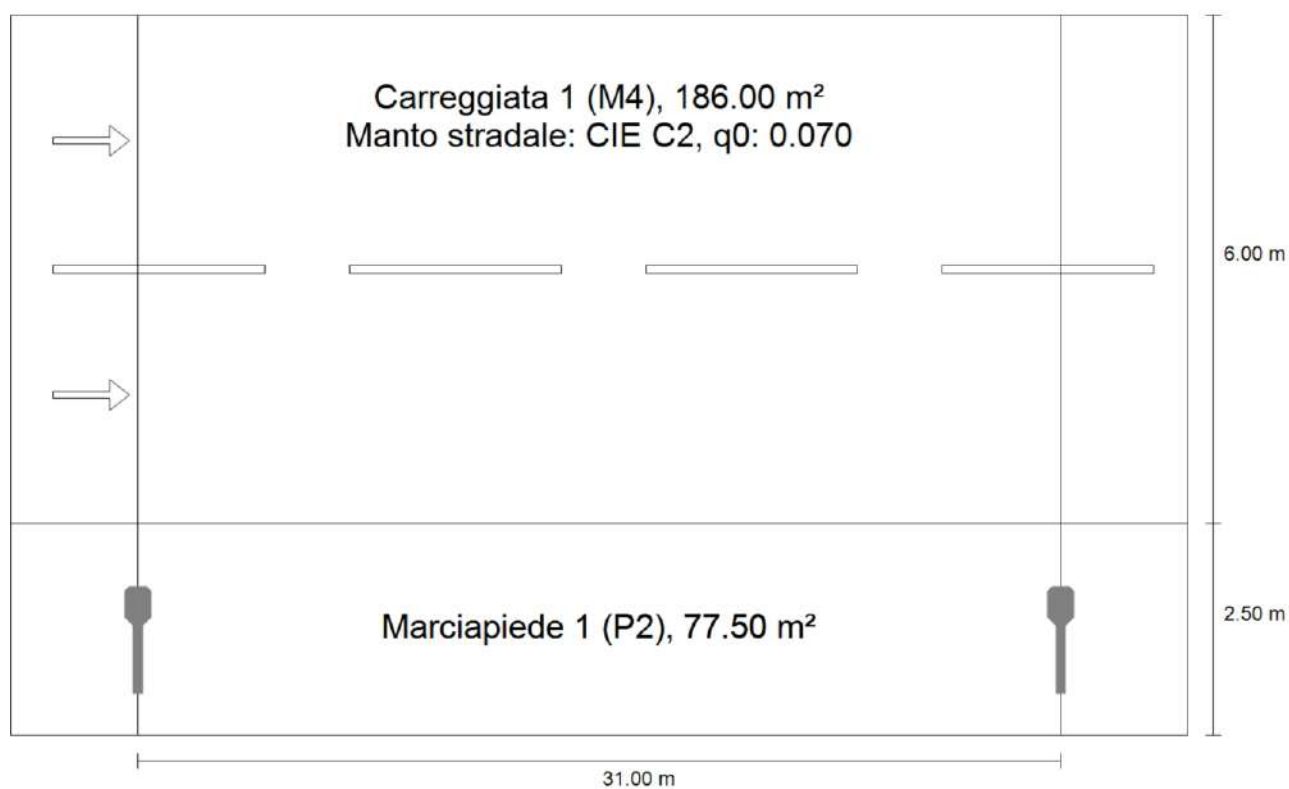 Carreggiata 1 (M4), 186.00 m²
Manto stradale: CIE C2, q0: 0.070
6.00 m
Marciapiede 1 (P2), 77.50 m²
2.50 m
31.00 m